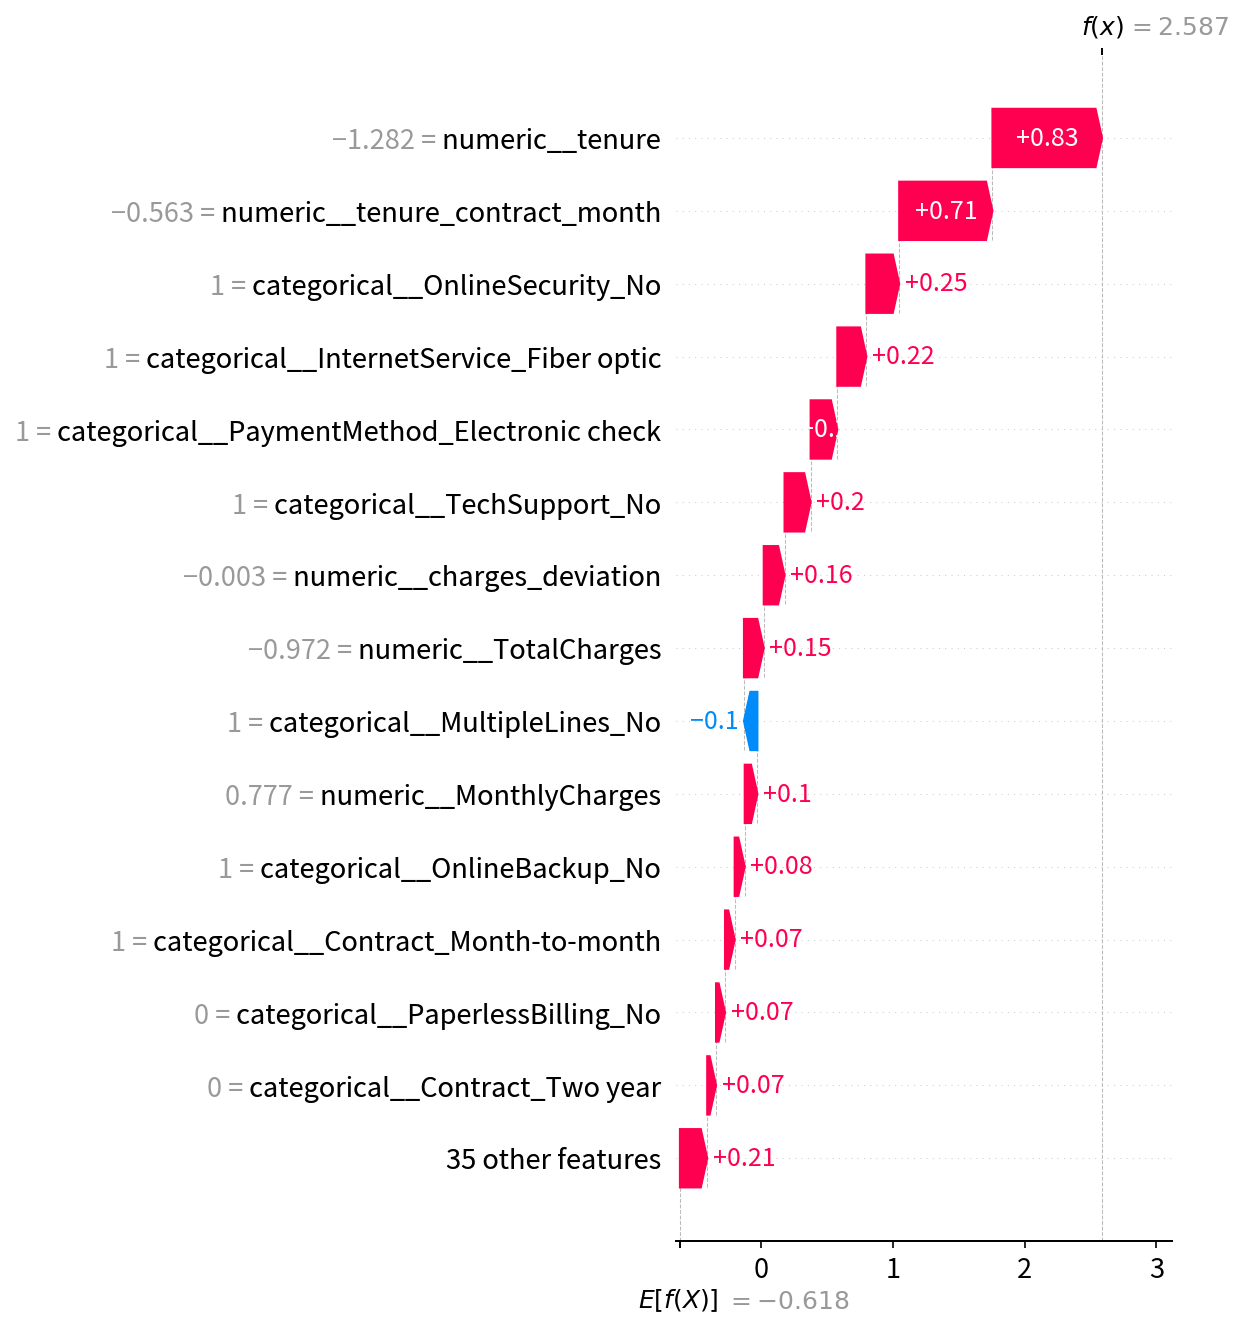 f(x) = 2.587
−1.282 = numeric__tenure +0.83
−0.563 = numeric__tenure_contract_month +0.71
1 = categorical__OnlineSecurity_No +0.25
1 = categorical__InternetService_Fiber optic +0.22
1 = categorical__PaymentMethod_Electronic check
1 = categorical__TechSupport_No +0.2
−0.003 = numeric__charges_deviation +0.16
−0.972 = numeric__TotalCharges +0.15
1 = categorical__MultipleLines_No −0.1
0.777 = numeric__MonthlyCharges +0.1
1 = categorical__OnlineBackup_No +0.08
1 = categorical__Contract_Month-to-month +0.07
0 = categorical__PaperlessBilling_No +0.07
0 = categorical__Contract_Two year +0.07
35 other features +0.21
0 1 2 3
E[f(X)] = −0.618